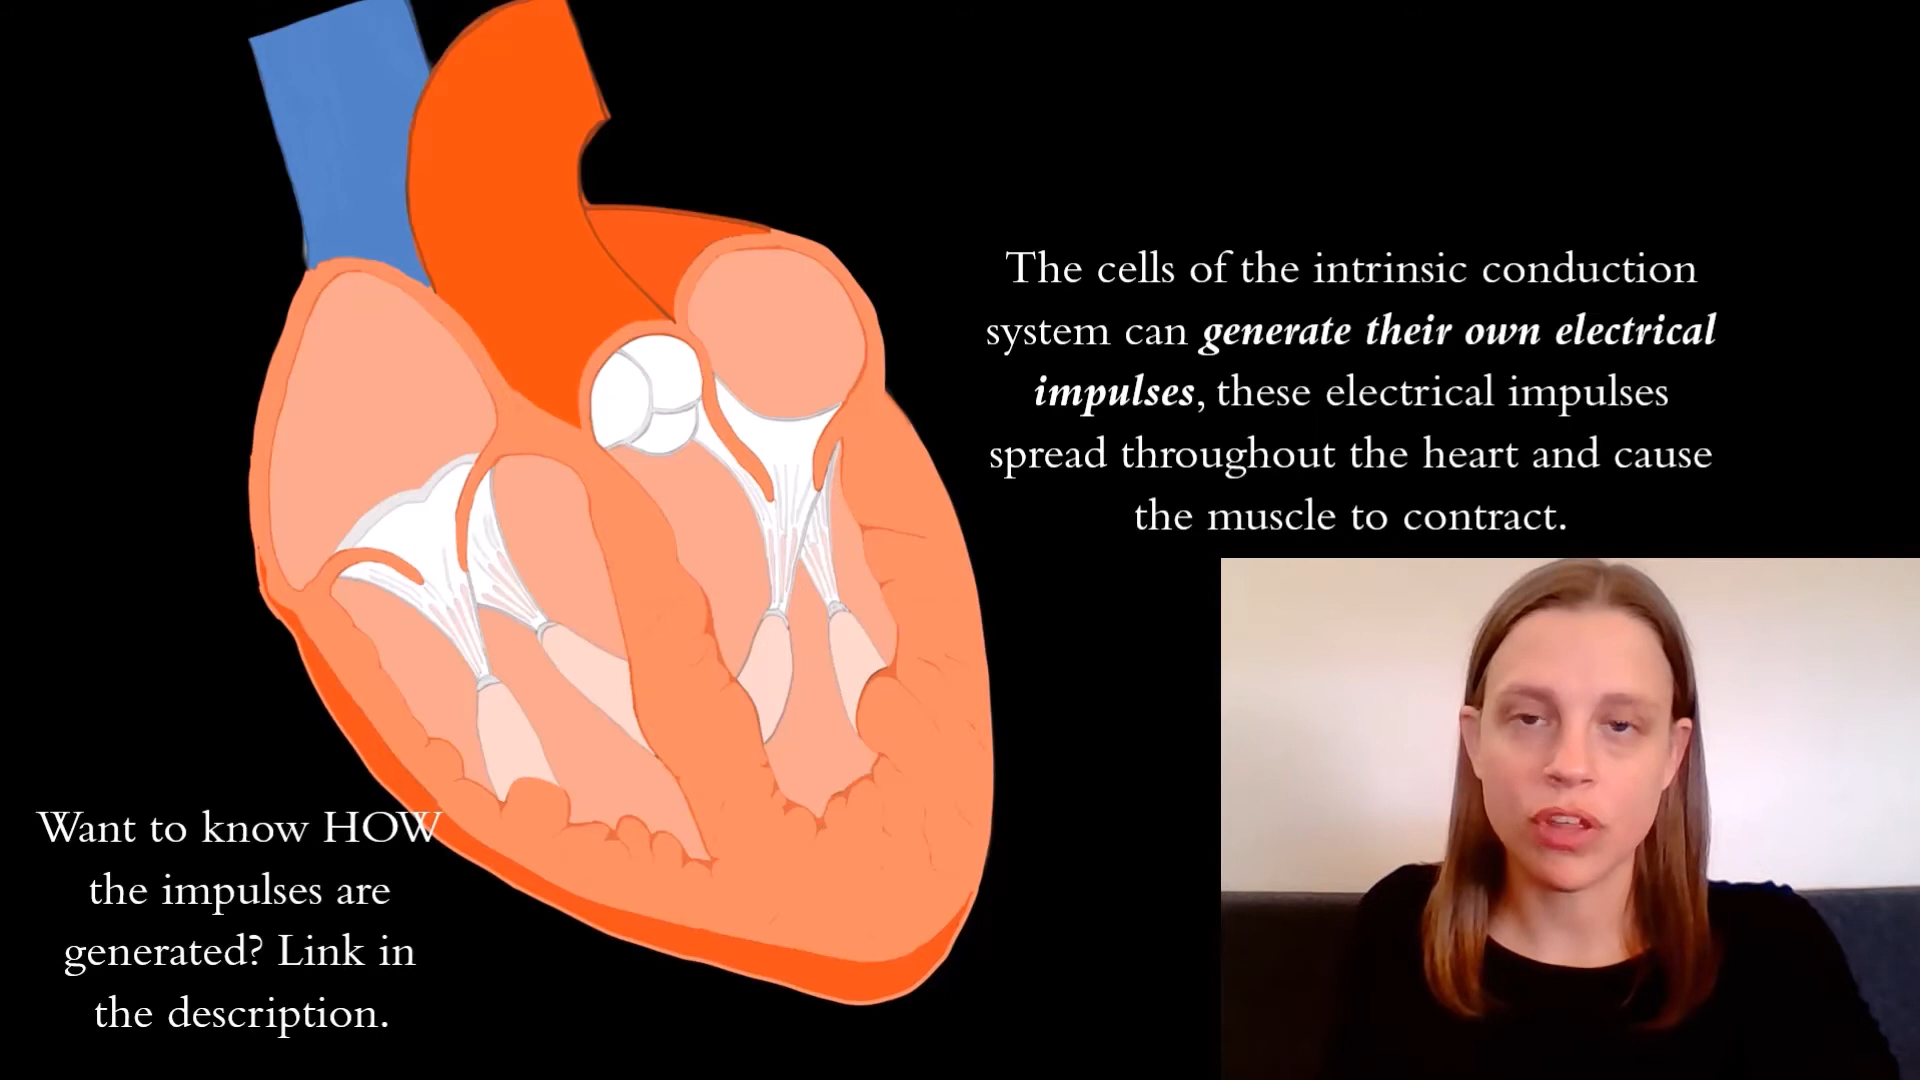 The cells of the intrinsic conduction
system can generate their own electrical
impulses, these electrical impulses
spread throughout the heart and cause
the muscle to contract.
Want to know HOW
the impulses are
generated? Link in
the description.